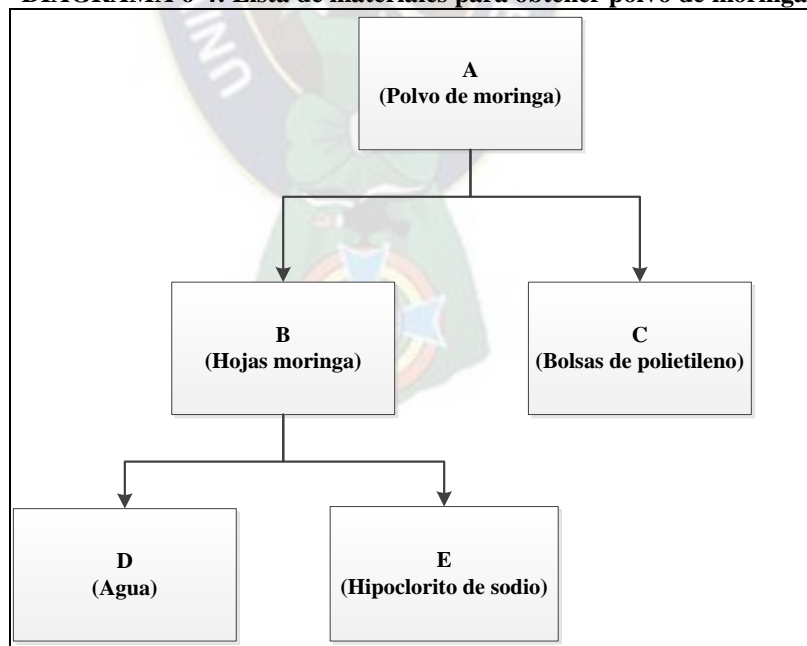 DIAGRAMA 6-4: Lista de materiales para obtener polvo de moringa
UNI
A
(Polvo de moringa)
B
(Hojas moringa)
C
(Bolsas de polietileno)
D
(Agua)
E
(Hipoclorito de sodio)